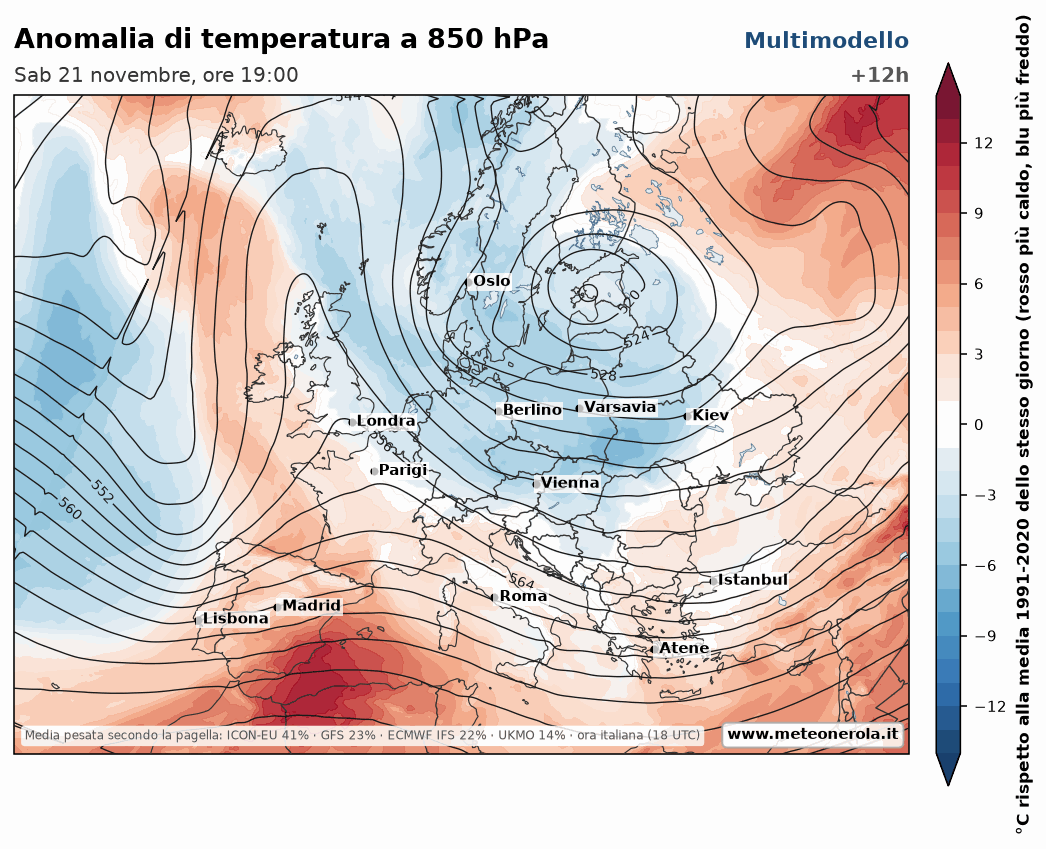 Anomalia di temperatura a 850 hPa
Multimodello
Sab 21 novembre, ore 19:00
+12h
544
Oslo
524
528
Berlino
Varsavia
Kiev
Londra
556
Parigi
Vienna
552
560
564
Roma
Istanbul
Madrid
Lisbona
Atene
Media pesata secondo la pagella: ICON-EU 41% · GFS 23% · ECMWF IFS 22% · UKMO 14% · ora italiana (18 UTC)
www.meteonerola.it
12
9
6
3
0
−3
−6
−9
−12
°C rispetto alla media 1991-2020 dello stesso giorno (rosso più caldo, blu più freddo)